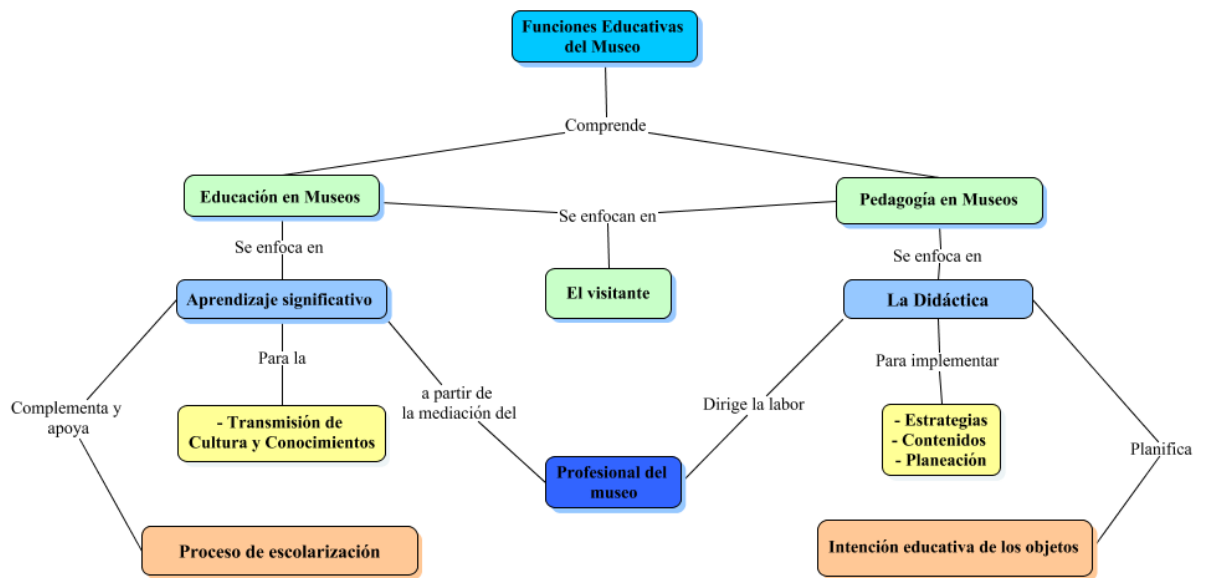 Funciones Educativas
del Museo
Comprende
Educación en Museos
Pedagogía en Museos
Se enfocan en
Se enfoca en
Se enfoca en
El visitante
Aprendizaje significativo
La Didáctica
Para la
Para implementar
a partir de
la mediación del
Complementa y
apoya
Dirige la labor
- Transmisión de
Cultura y Conocimientos
- Estrategias
- Contenidos
- Planeación
Planifica
Profesional del
museo
Proceso de escolarización
Intención educativa de los objetos